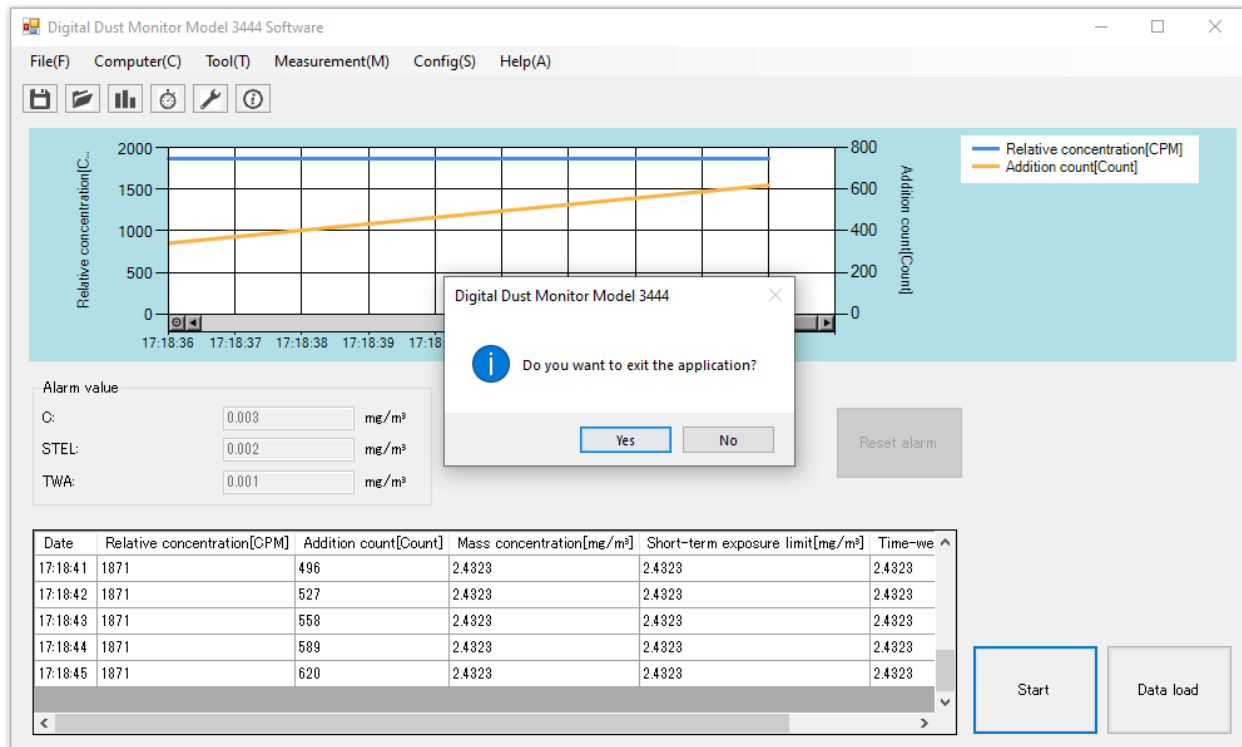 Digital Dust Monitor Model 3444 Software
File(F) Computer(C) Tool(T) Measurement(M) Config(S) Help(A)
Relative concentration[C...
2000
1500
1000
500
0
17:18:36 17:18:37 17:18:38 17:18:39 17:18
800
600
400
200
0
Addition count[Count]
Relative concentration[CPM]
Addition count[Count]
Digital Dust Monitor Model 3444
Do you want to exit the application?
Yes No
Alarm value
C: 0.003 mg/m³
STEL: 0.002 mg/m³
TWA: 0.001 mg/m³
Reset alarm
Date Relative concentration[CPM] Addition count[Count] Mass concentration[mg/m³] Short-term exposure limit[mg/m³] Time-we
17:18:41 1871 496 2.4323 2.4323 2.4323
17:18:42 1871 527 2.4323 2.4323 2.4323
17:18:43 1871 558 2.4323 2.4323 2.4323
17:18:44 1871 589 2.4323 2.4323 2.4323
17:18:45 1871 620 2.4323 2.4323 2.4323
Start Data load